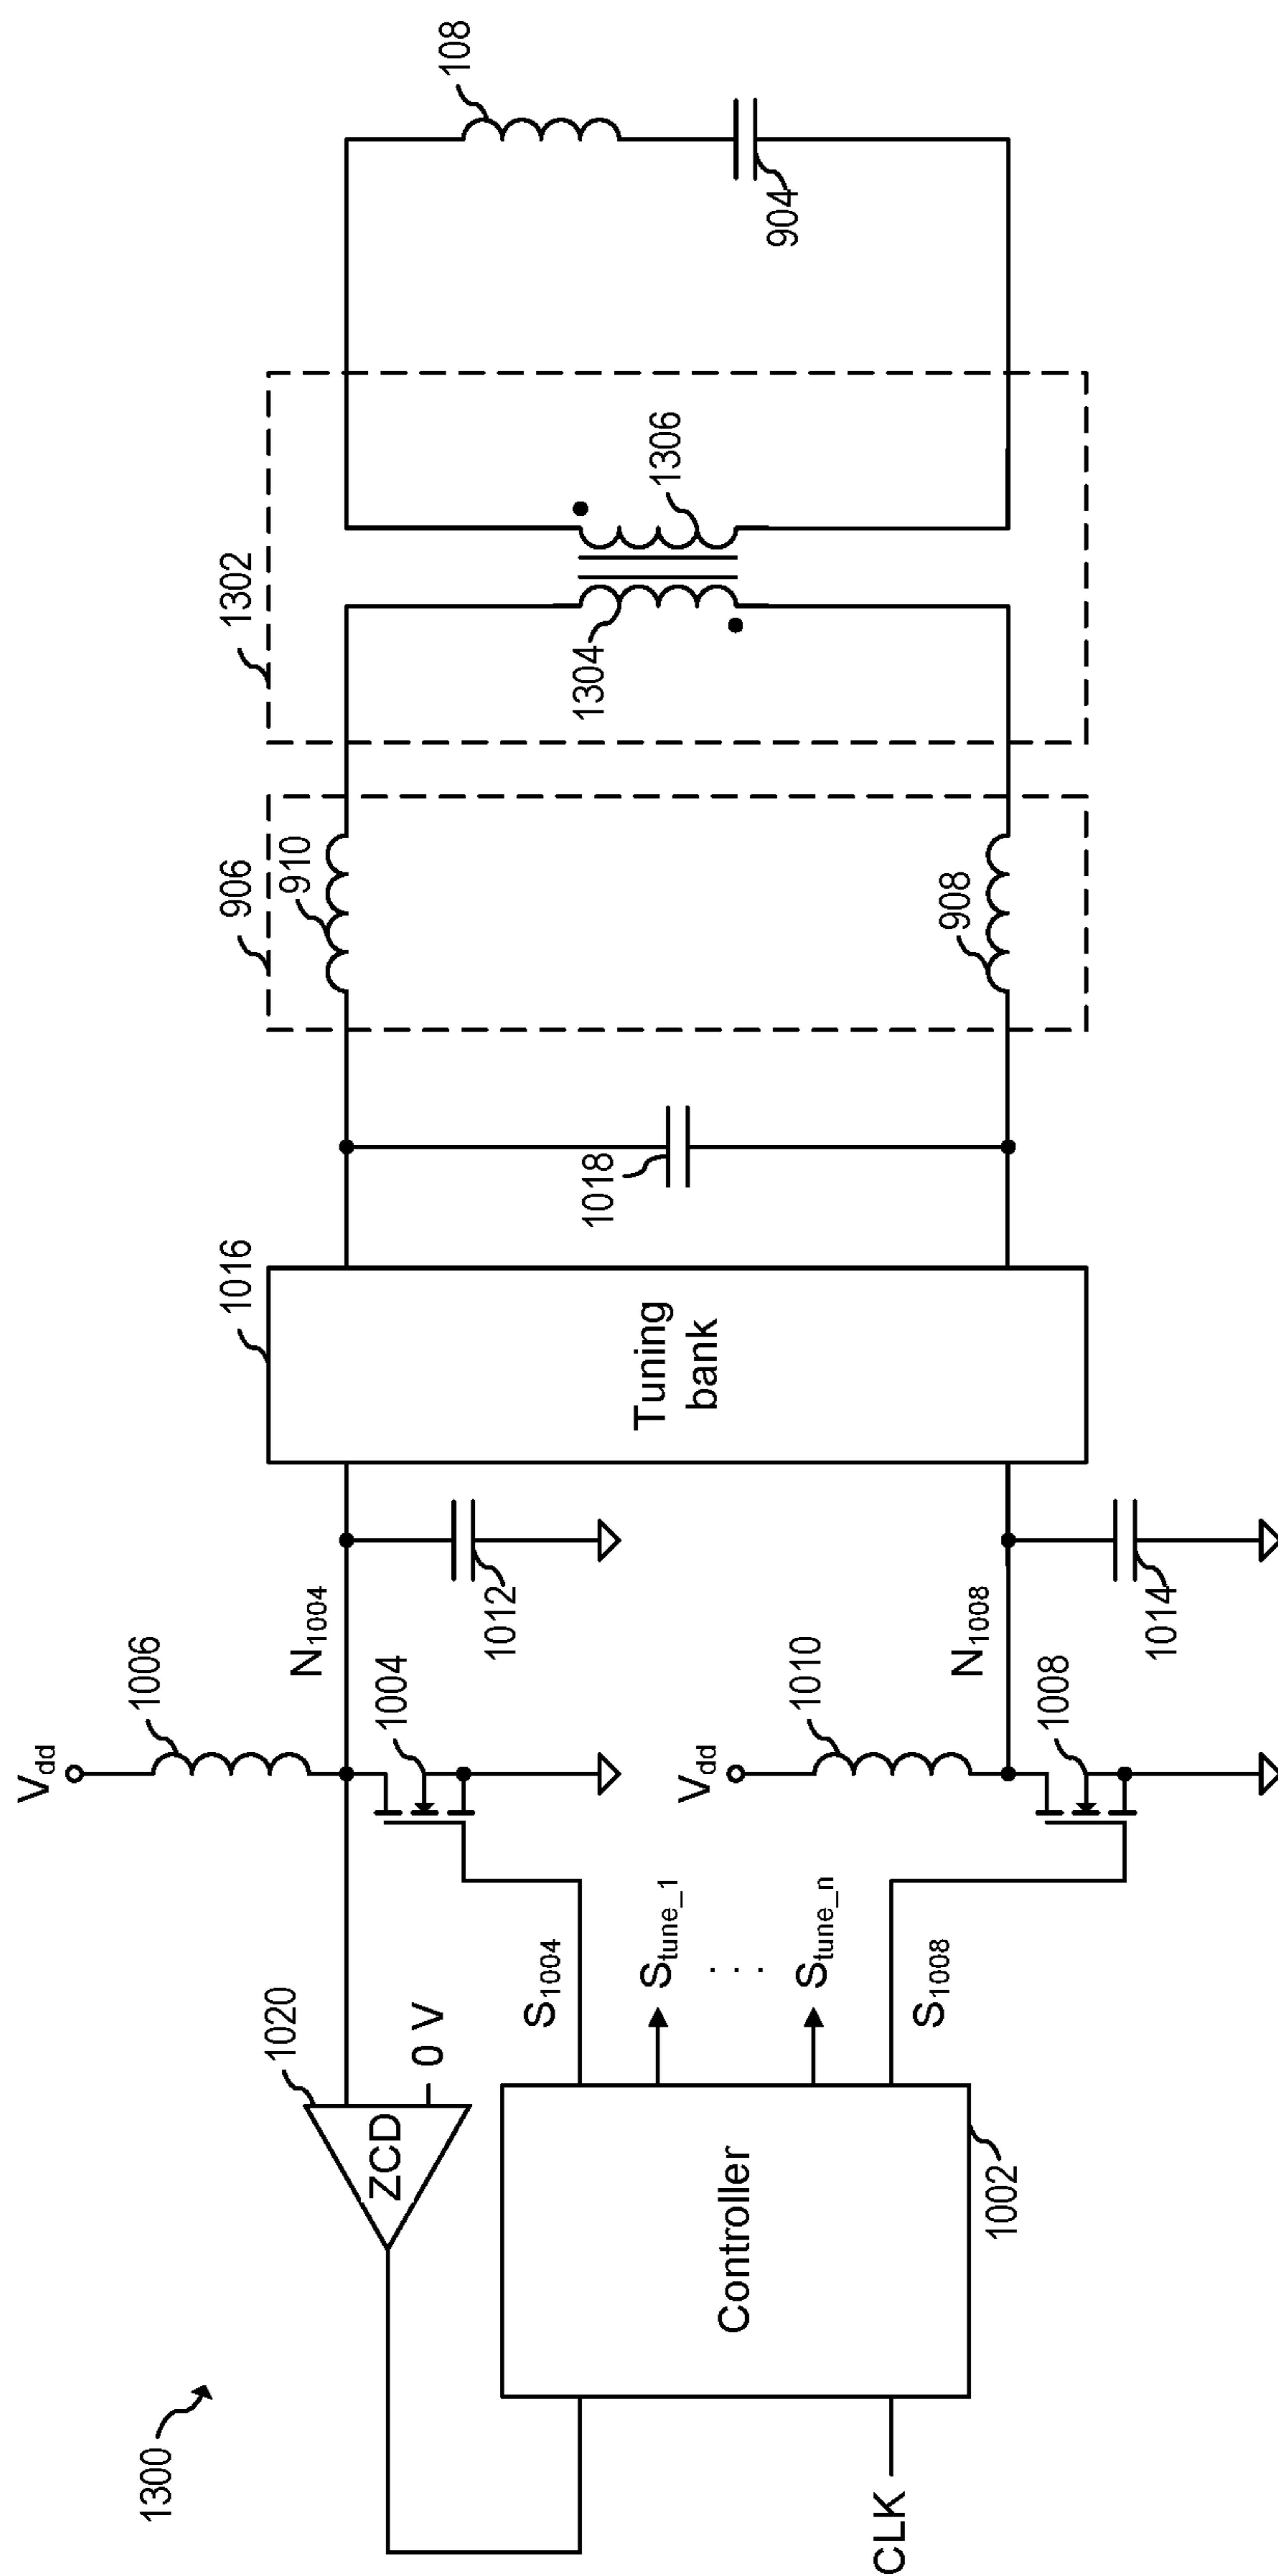 1300
CLK
Controller
1002
ZCD
1020
0 V
S1004
Stune_1
. . .
Stune_n
S1008
Vdd
1006
1004
N1004
1012
Vdd
1010
1008
N1008
1014
Tuning
bank
1016
1018
906
910
908
1302
1304
1306
108
904